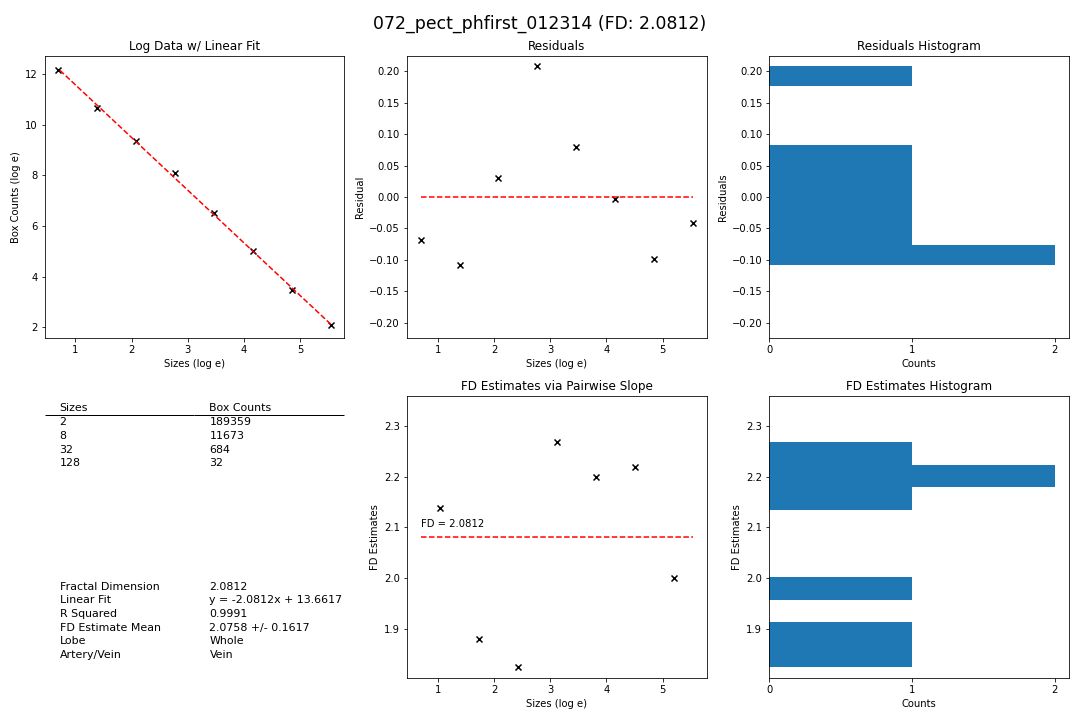 072_pect_phfirst_012314 (FD: 2.0812)
Log Data w/ Linear Fit
Box Counts (log e)
12
10
8
6
4
2
1 2 3 4 5
Sizes (log e)
Residuals
Residual
0.20
0.15
0.10
0.05
0.00
−0.05
−0.10
−0.15
−0.20
1 2 3 4 5
Sizes (log e)
Residuals Histogram
Residuals
0.20
0.15
0.10
0.05
0.00
−0.05
−0.10
−0.15
−0.20
0 1 2
Counts
Sizes Box Counts
2 189359
8 11673
32 684
128 32
Fractal Dimension 2.0812
Linear Fit y = -2.0812x + 13.6617
R Squared 0.9991
FD Estimate Mean 2.0758 +/- 0.1617
Lobe Whole
Artery/Vein Vein
FD Estimates via Pairwise Slope
FD Estimates
2.3
2.2
2.1
2.0
1.9
FD = 2.0812
1 2 3 4 5
Sizes (log e)
FD Estimates Histogram
FD Estimates
2.3
2.2
2.1
2.0
1.9
0 1 2
Counts